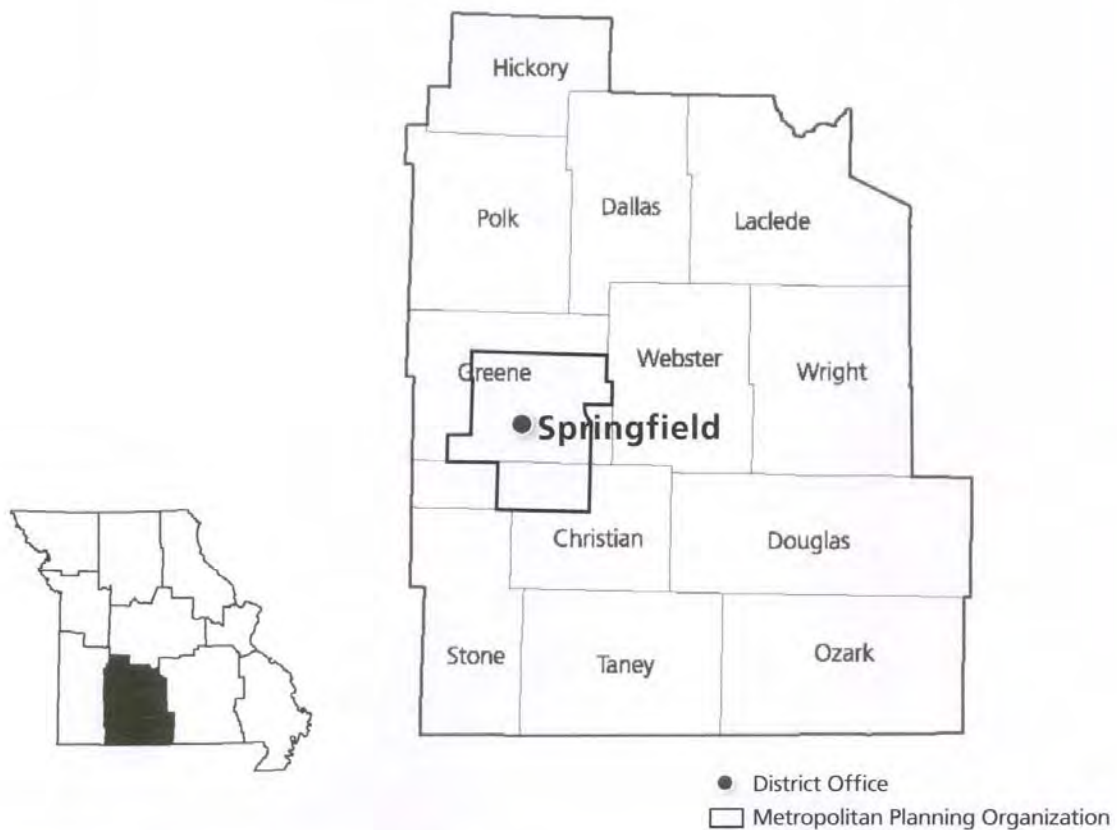 Hickory
Polk
Dallas
Laclede
Greene
Webster
Wright
Springfield
Christian
Douglas
Stone
Taney
Ozark
District Office
Metropolitan Planning Organization